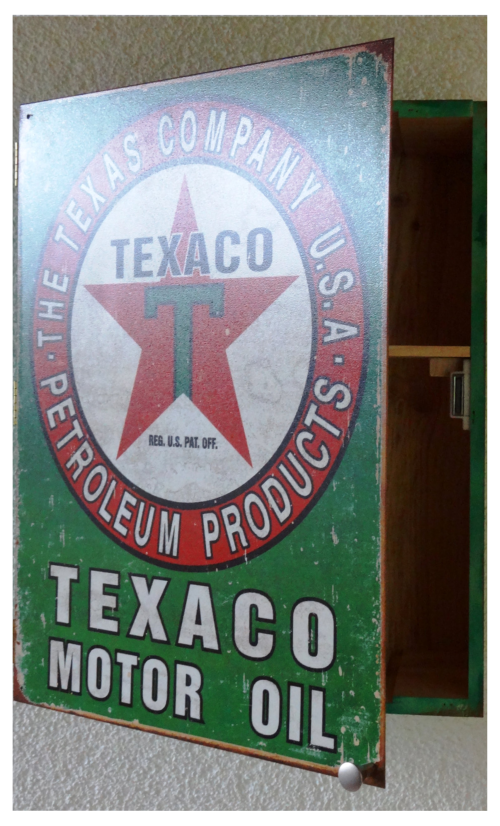 THE TEXAS COMPANY U.S.A.
TEXACO
T
REG. U.S. PAT. OFF.
PETROLEUM PRODUCTS
TEXACO
MOTOR OIL